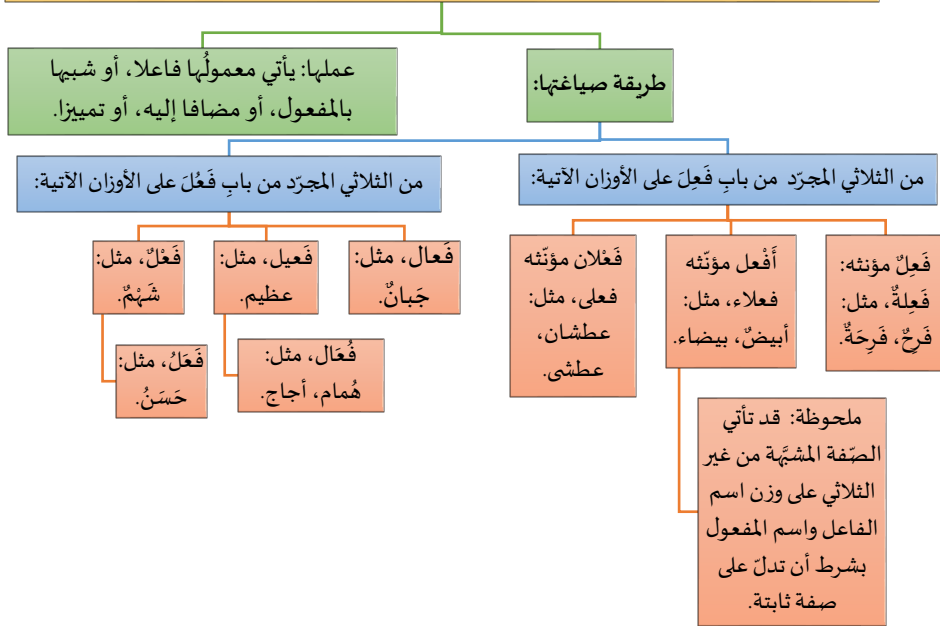 طريقة صياغتها:
عملها: يأتي معمولُها فاعلا، أو شبيها
بالمفعول، أو مضافا إليه، أو تمييزا.
من الثلاثي المجرّد من بابِ فَعِلَ على الأوزان الآتية:
من الثلاثي المجرّد من بابِ فَعُلَ على الأوزان الآتية:
فَعِلٌ مؤنثه:
فَعِلةٌ، مثل:
فَرِحٌ، فَرِحَةٌ.
أَفْعل مؤنّثه
فعلاء، مثل:
أبيضٌ، بيضاء.
فَعْلان مؤنّثه
فعلى، مثل:
عطشان،
عطشى.
ملحوظة: قد تأتي
الصّفة المشبَّهة من غير
الثلاثي على وزن اسم
الفاعل واسم المفعول
بشرط أن تدلّ على
صفة ثابتة.
فَعال، مثل:
جَبانٌ.
فَعيل، مثل:
عظيم.
فُعَال، مثل:
هُمام، أجاج.
فَعْلٌ، مثل:
شَهْمٌ.
فَعَلُ، مثل:
حَسَنُ.